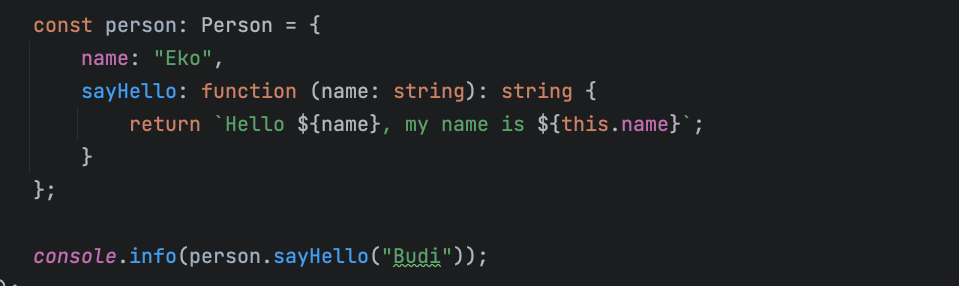 const person: Person = {
    name: "Eko",
    sayHello: function (name: string): string {
        return `Hello ${name}, my name is ${this.name}`;
    }
};

console.info(person.sayHello("Budi"));